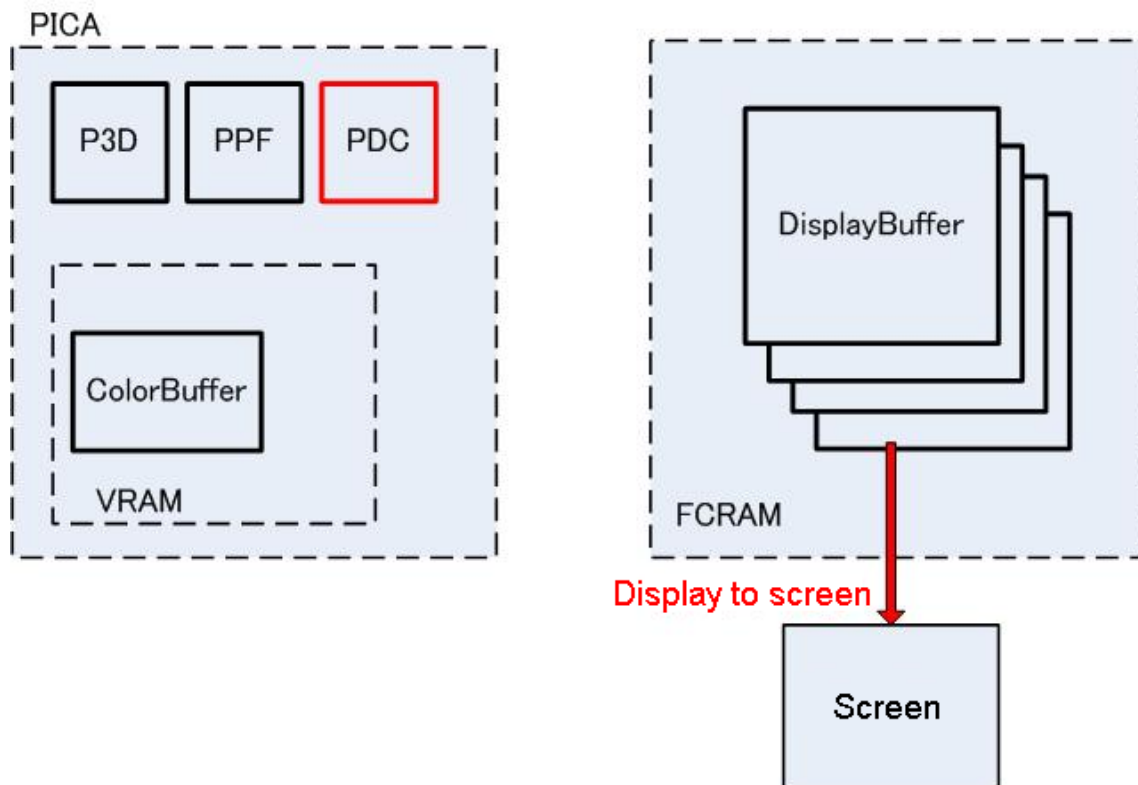 PICA
P3D
PPF
PDC
ColorBuffer
VRAM
DisplayBuffer
FCRAM
Display to screen
Screen